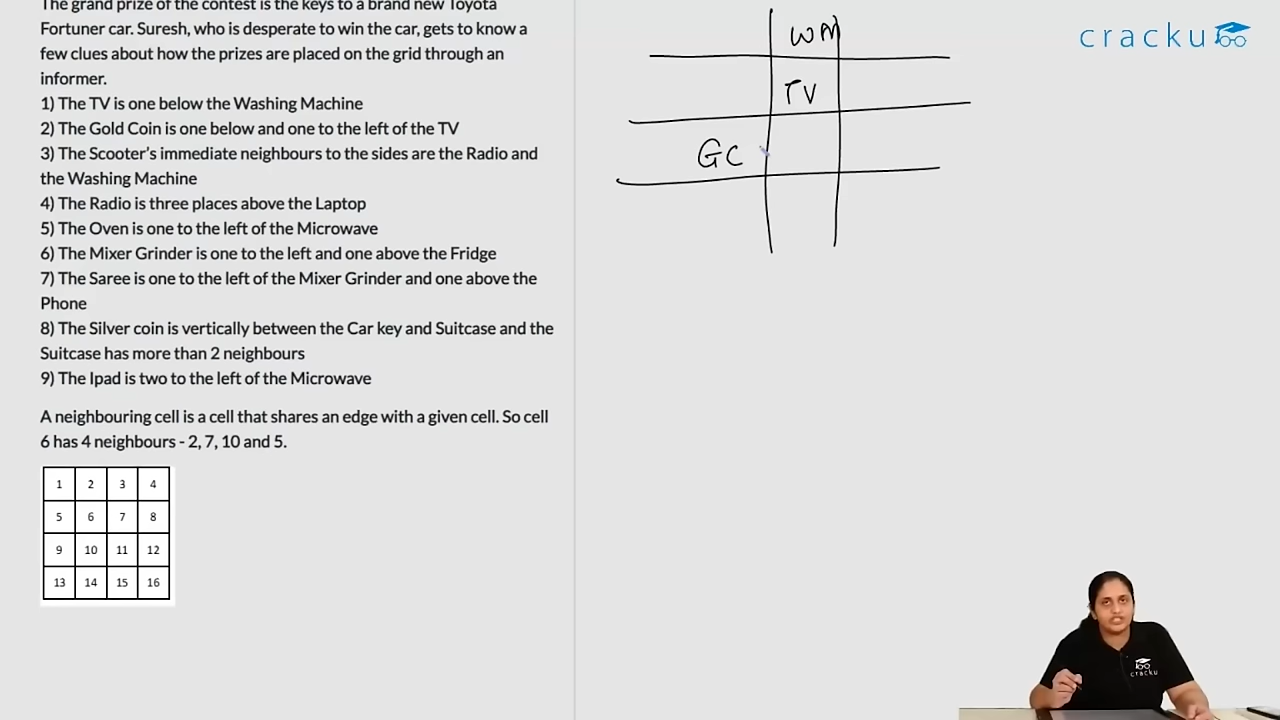 The grand prize of the contest is the keys to a brand new Toyota
Fortuner car. Suresh, who is desperate to win the car, gets to know a
few clues about how the prizes are placed on the grid through an
informer.
1) The TV is one below the Washing Machine
2) The Gold Coin is one below and one to the left of the TV
3) The Scooter's immediate neighbours to the sides are the Radio and
the Washing Machine
4) The Radio is three places above the Laptop
5) The Oven is one to the left of the Microwave
6) The Mixer Grinder is one to the left and one above the Fridge
7) The Saree is one to the left of the Mixer Grinder and one above the
Phone
8) The Silver coin is vertically between the Car key and Suitcase and the
Suitcase has more than 2 neighbours
9) The Ipad is two to the left of the Microwave
A neighbouring cell is a cell that shares an edge with a given cell. So cell
6 has 4 neighbours - 2, 7, 10 and 5.
1 2 3 4
5 6 7 8
9 10 11 12
13 14 15 16
WM
TV
GC
cracku
cracku